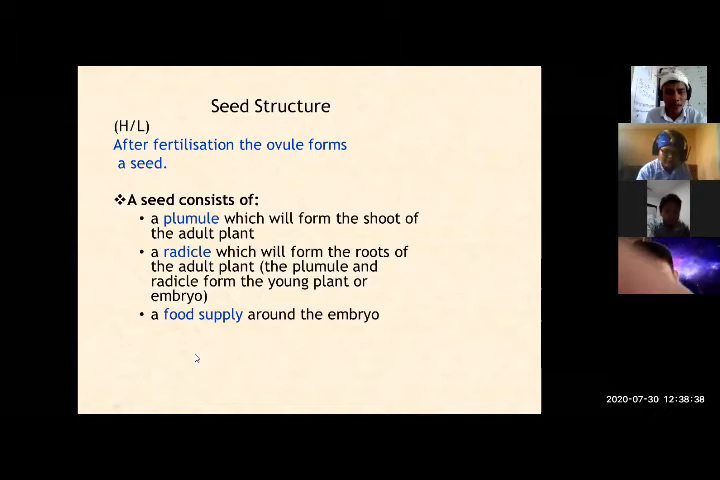 Seed Structure
(H/L)
After fertilisation the ovule forms
a seed.
❖A seed consists of:
• a plumule which will form the shoot of
the adult plant
• a radicle which will form the roots of
the adult plant (the plumule and
radicle form the young plant or
embryo)
• a food supply around the embryo
2020-07-30 12:38:38